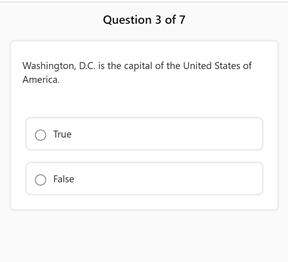 Question 3 of 7
Washington, D.C. is the capital of the United States of
America.
True
False